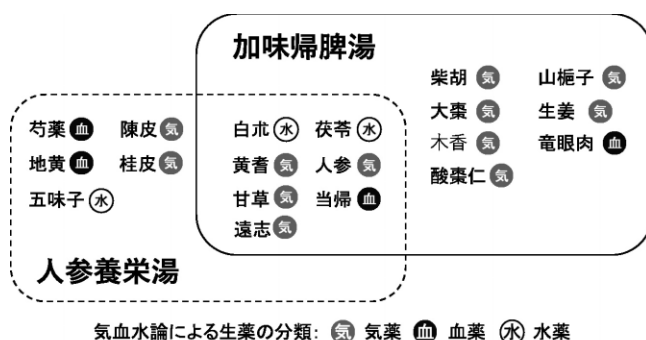 加味帰脾湯
柴胡 気 山梔子 気
大棗 気 生姜 気
木香 気 竜眼肉 血
酸棗仁 気
芍薬 血 陳皮 気
地黄 血 桂皮 気
五味子 水
白朮 水 茯苓 水
黄耆 気 人参 気
甘草 気 当帰 血
遠志 気
人参養栄湯
気血水論による生薬の分類: 気 気薬 血 血薬 水 水薬